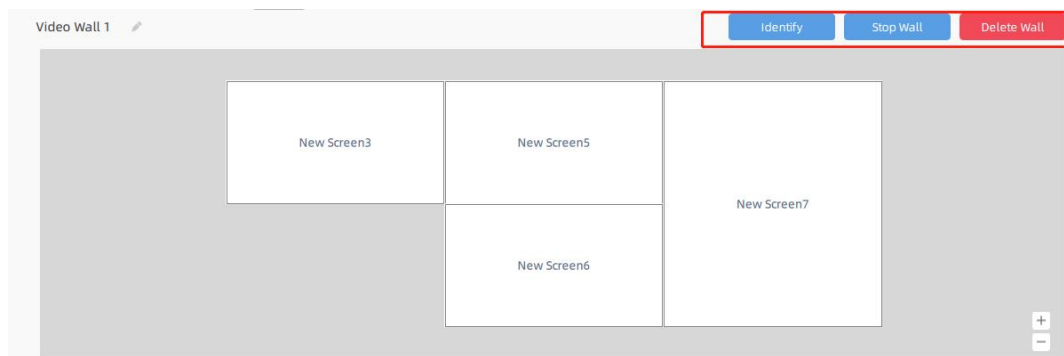 Video Wall 1
Identify
Stop Wall
Delete Wall
New Screen3
New Screen5
New Screen7
New Screen6
+
−